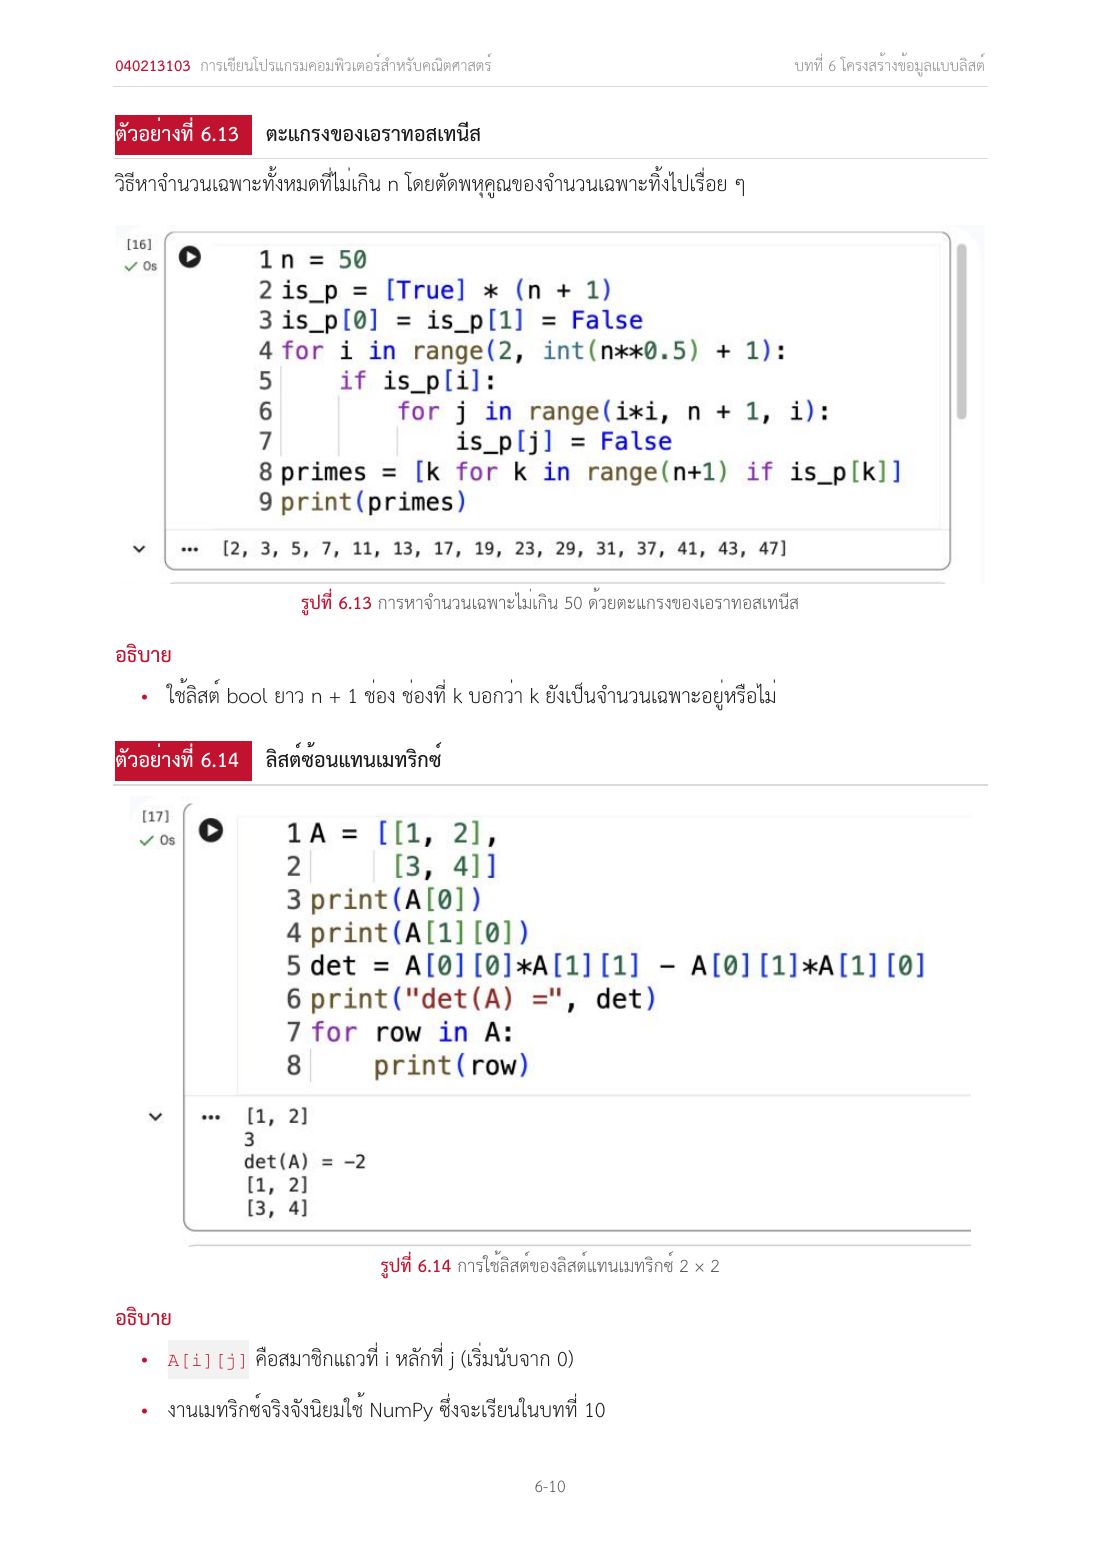 040213103 การเขียนโปรแกรมคอมพิวเตอร์สำหรับคณิตศาสตร์ บทที่ 6 โครงสร้างข้อมูลแบบลิสต์
ตัวอย่างที่ 6.13 ตะแกรงของเอราทอสเทนีส
วิธีหาจำนวนเฉพาะทั้งหมดที่ไม่เกิน n โดยตัดพหุคูณของจำนวนเฉพาะทิ้งไปเรื่อย ๆ
[16]
0s
1 n = 50
2 is_p = [True] * (n + 1)
3 is_p[0] = is_p[1] = False
4 for i in range(2, int(n**0.5) + 1):
5     if is_p[i]:
6         for j in range(i*i, n + 1, i):
7             is_p[j] = False
8 primes = [k for k in range(n+1) if is_p[k]]
9 print(primes)
... [2, 3, 5, 7, 11, 13, 17, 19, 23, 29, 31, 37, 41, 43, 47]
รูปที่ 6.13 การหาจำนวนเฉพาะไม่เกิน 50 ด้วยตะแกรงของเอราทอสเทนีส
อธิบาย
• ใช้ลิสต์ bool ยาว n + 1 ช่อง ช่องที่ k บอกว่า k ยังเป็นจำนวนเฉพาะอยู่หรือไม่
ตัวอย่างที่ 6.14 ลิสต์ซ้อนแทนเมทริกซ์
[17]
0s
1 A = [[1, 2],
2      [3, 4]]
3 print(A[0])
4 print(A[1][0])
5 det = A[0][0]*A[1][1] - A[0][1]*A[1][0]
6 print("det(A) =", det)
7 for row in A:
8     print(row)
... [1, 2]
3
det(A) = -2
[1, 2]
[3, 4]
รูปที่ 6.14 การใช้ลิสต์ของลิสต์แทนเมทริกซ์ 2 × 2
อธิบาย
• A[i][j] คือสมาชิกแถวที่ i หลักที่ j (เริ่มนับจาก 0)
• งานเมทริกซ์จริงจังนิยมใช้ NumPy ซึ่งจะเรียนในบทที่ 10
6-10